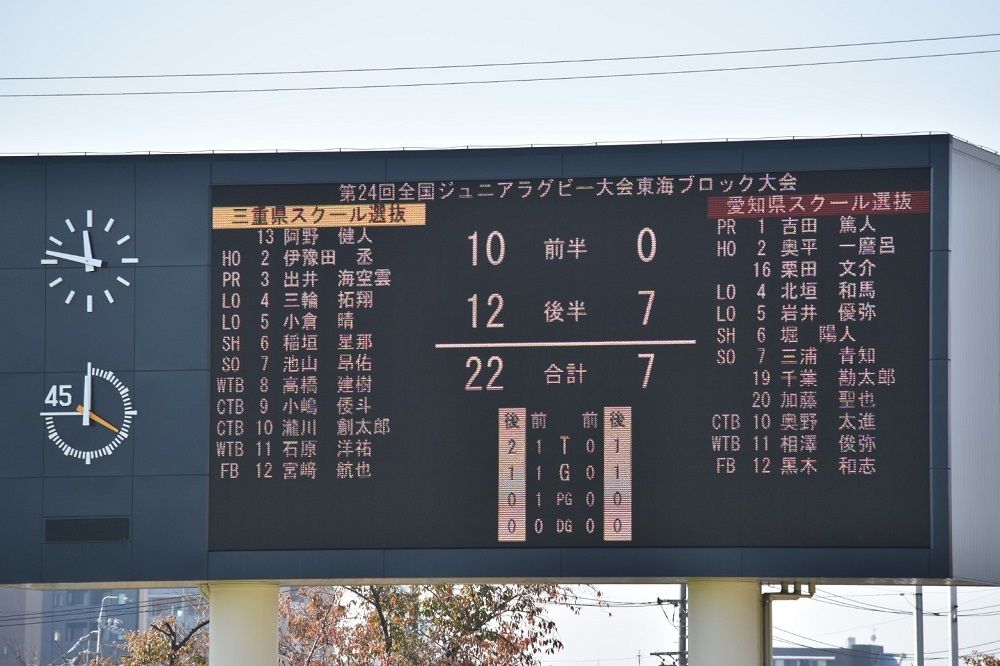 第24回全国ジュニアラグビー大会東海ブロック大会
三重県スクール選抜
13 阿野 健人
HO 2 伊豫田 丞
PR 3 出井 海空雲
LO 4 三輪 拓翔
LO 5 小倉 晴
SH 6 稲垣 星那
SO 7 池山 昂佑
WTB 8 高橋 建樹
CTB 9 小嶋 倭斗
CTB 10 瀧川 創太郎
WTB 11 石原 洋祐
FB 12 宮﨑 航也
10 前半 0
12 後半 7
22 合計 7
後 前 前 後
2 1 T 0 1
1 1 G 0 1
0 1 PG 0 0
0 0 DG 0 0
愛知県スクール選抜
PR 1 吉田 篤人
HO 2 奥平 一麿呂
16 栗田 文介
LO 4 北垣 和馬
LO 5 岩井 優弥
SH 6 堀 陽人
SO 7 三浦 青知
19 千葉 勘太郎
20 加藤 聖也
CTB 10 奥野 太進
WTB 11 相澤 俊弥
FB 12 黒木 和志
45